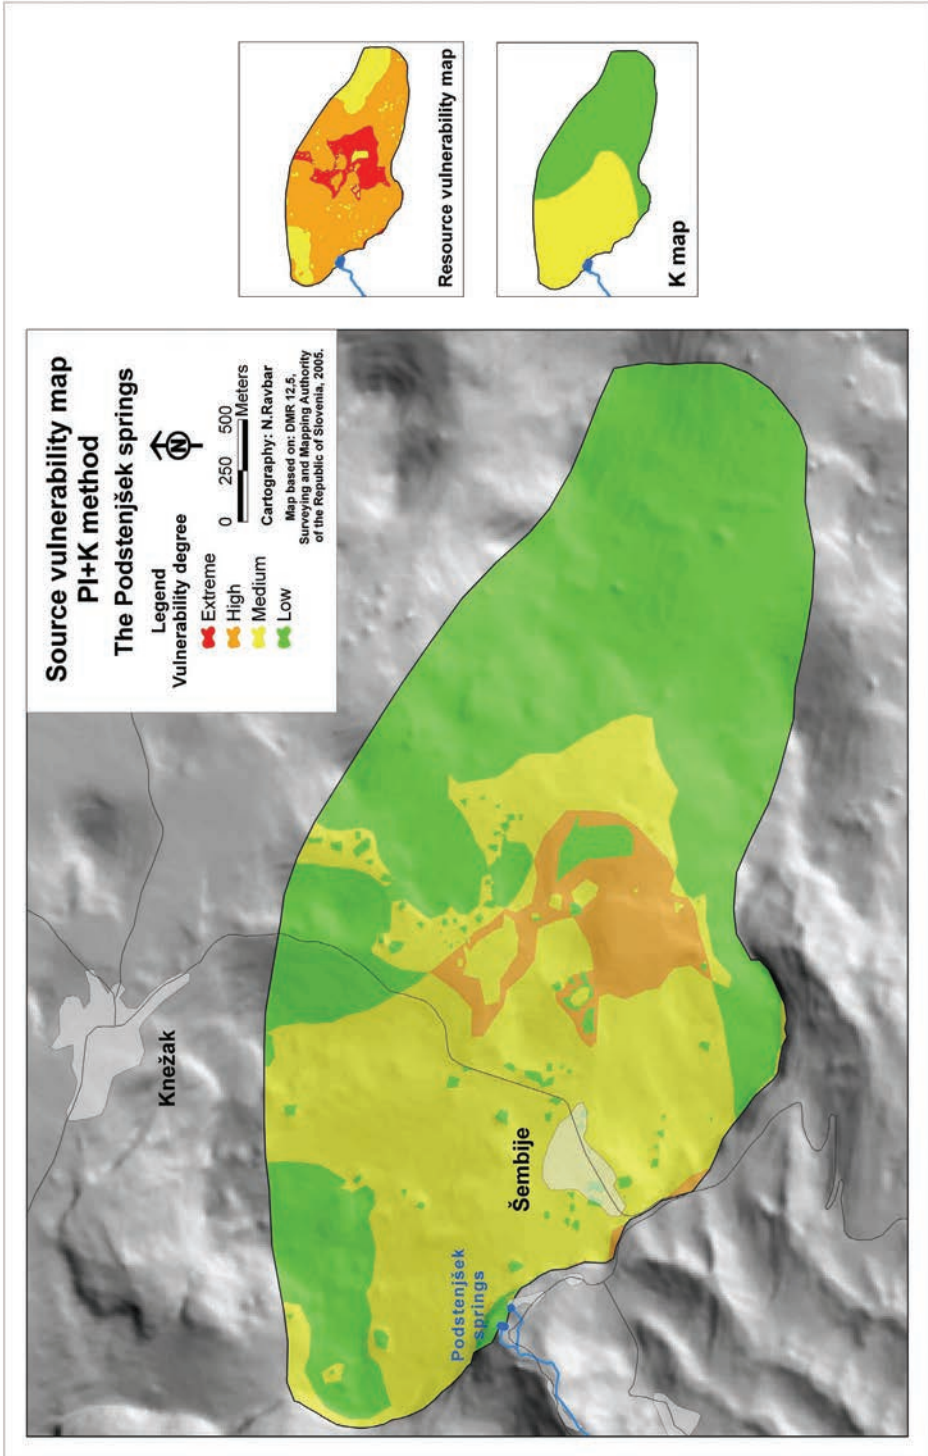 Source vulnerability map
PI+K method
The Podstenjšek springs
Legend
Vulnerability degree
Extreme
High
Medium
Low
N
0 250 500
Meters
Cartography: N.Ravbar
Map based on: DMR 12,5,
Surveying and Mapping Authority
of the Republic of Slovenia, 2005.
Knežak
Šembije
Podstenjšek
springs
Resource vulnerability map
K map